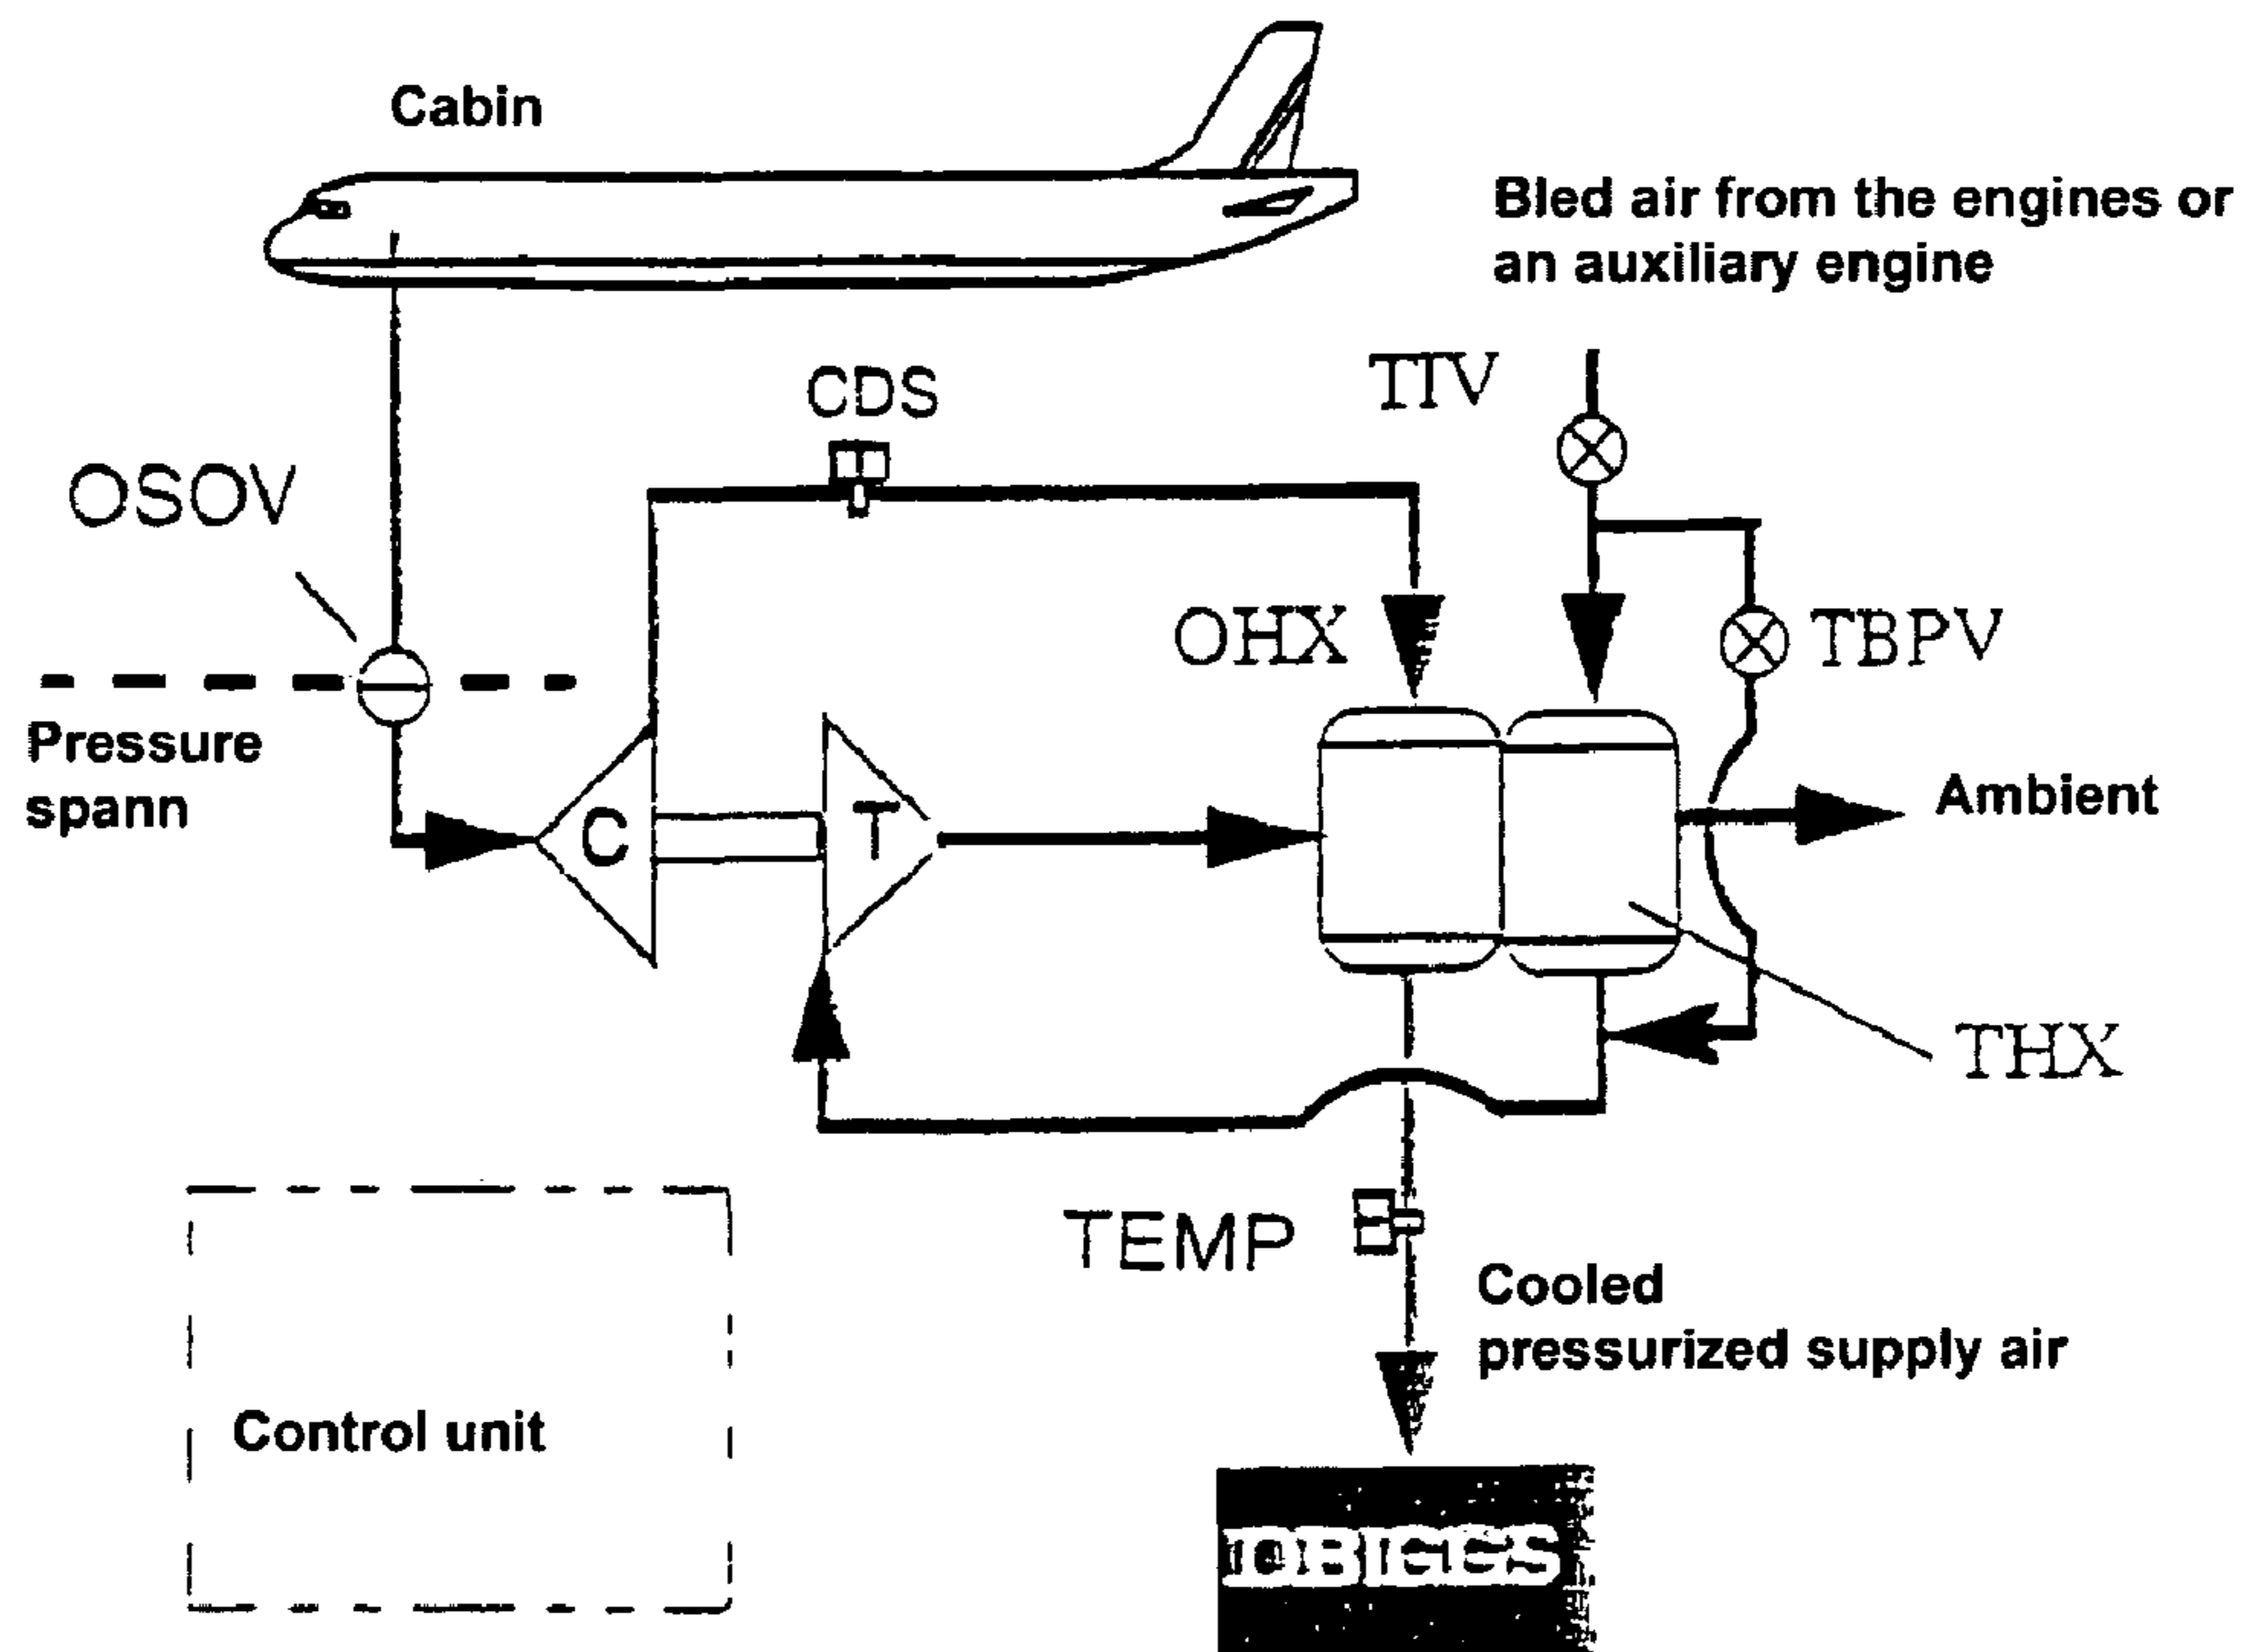 Cabin
Bled air from the engines or
an auxiliary engine
CDS
TIV
OSOV
OHX
TBPV
Pressure
spann
C
T
Ambient
THX
TEMP
Cooled
pressurized supply air
Control unit
OBIGGS